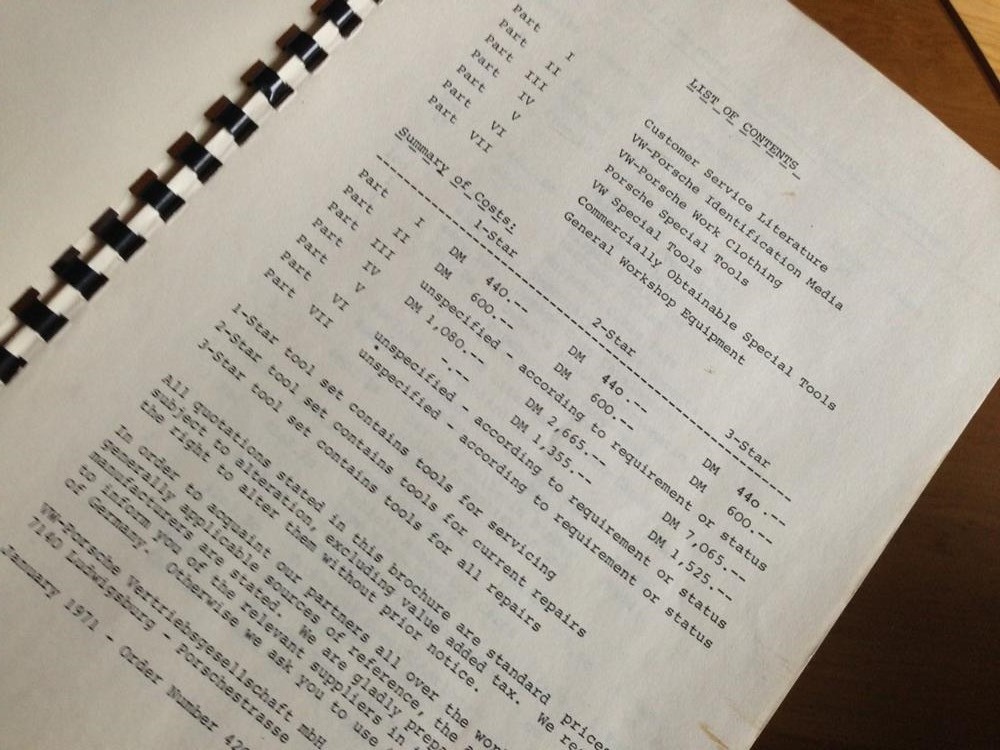 LIST OF CONTENTS
Part I Customer Service Literature
Part II VW-Porsche Identification Media
Part III VW-Porsche Work Clothing
Part IV Porsche Special Tools
Part V VW Special Tools
Part VI Commercially Obtainable Special Tools
Part VII General Workshop Equipment
Summary of Costs:
1-Star 2-Star 3-Star
Part I DM 440.-- DM 44o.-- DM 44o.--
Part II DM 600.-- DM 600.-- DM 600.--
Part III unspecified - according to requirement or status
Part IV DM 1,080.-- DM 2,665.-- DM 7,065.--
Part V -.-- DM 1,355.-- DM 1,525.--
Part VI unspecified - according to requirement or status
Part VII unspecified - according to requirement or status
1-Star tool set contains tools for servicing
2-Star tool set contains tools for current repairs
3-Star tool set contains tools for all repairs
All quotations stated in this brochure are standard prices
subject to alteration, excluding value added tax. We
the right to alter them without prior notice.
In order to acquaint our partners all over the
generally applicable sources of reference, the
manufacturers are stated. We are gladly
to inform you of the relevant suppliers in
of Germany. Otherwise we ask you to use
VW-Porsche Vertriebsgesellschaft mbH
7140 Ludwigsburg - Porschestrasse
January 1971 - Order Number